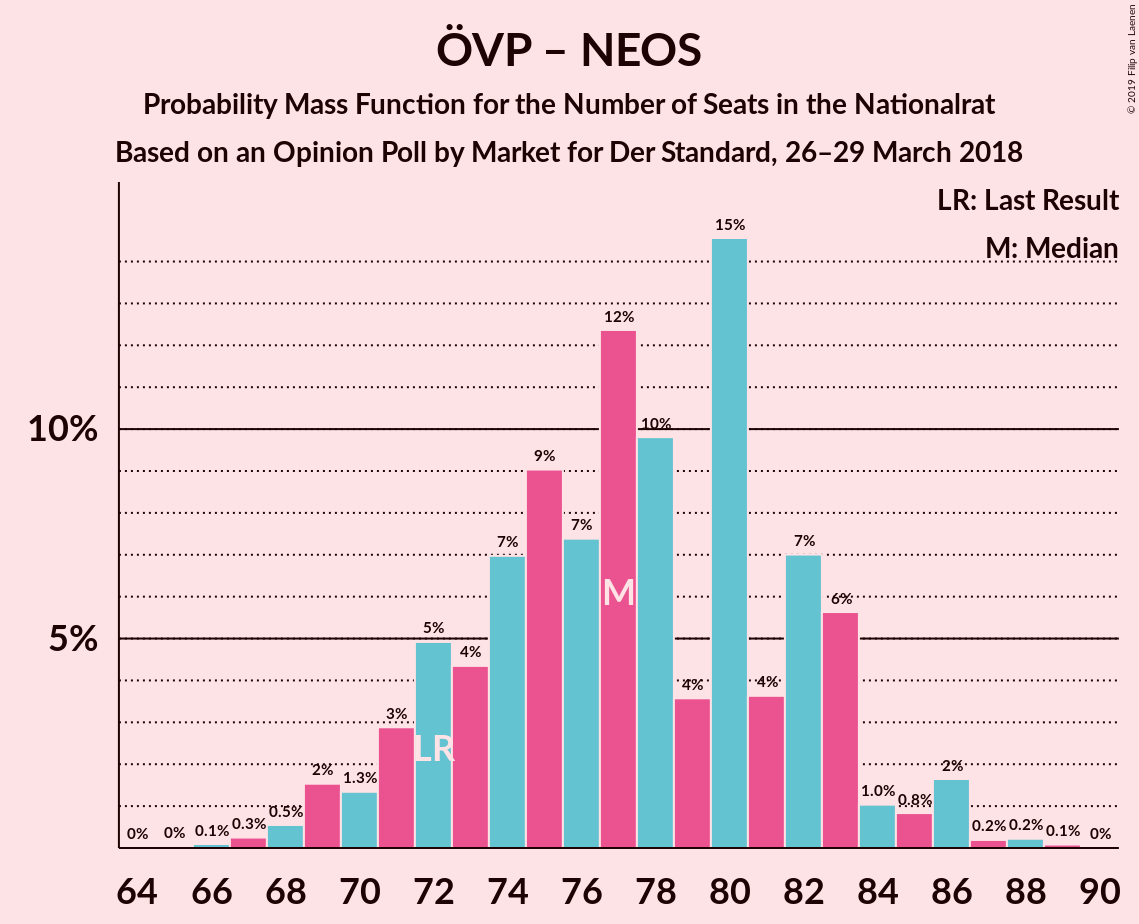 © 2019 Filip van Laenen
ÖVP – NEOS
Probability Mass Function for the Number of Seats in the Nationalrat
Based on an Opinion Poll by Market for Der Standard, 26–29 March 2018
LR: Last Result
M: Median
10%
5%
0% 0% 0.1% 0.3% 0.5% 2% 1.3% 3% 5% 4% 7% 9% 7% 12% 10% 4% 15% 4% 7% 6% 1.0% 0.8% 2% 0.2% 0.2% 0.1% 0%
M
LR
64 66 68 70 72 74 76 78 80 82 84 86 88 90